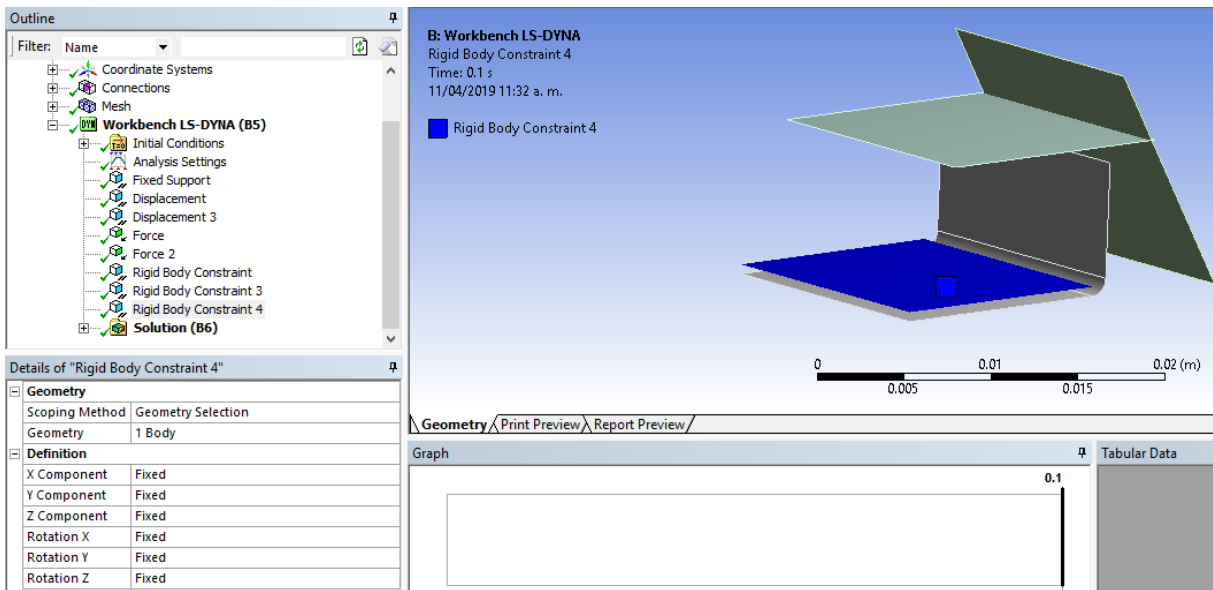 Outline
Filter: Name
Coordinate Systems
Connections
Mesh
Workbench LS-DYNA (B5)
Initial Conditions
Analysis Settings
Fixed Support
Displacement
Displacement 3
Force
Force 2
Rigid Body Constraint
Rigid Body Constraint 3
Rigid Body Constraint 4
Solution (B6)
Details of "Rigid Body Constraint 4"
Geometry
Scoping Method Geometry Selection
Geometry 1 Body
Definition
X Component Fixed
Y Component Fixed
Z Component Fixed
Rotation X Fixed
Rotation Y Fixed
Rotation Z Fixed
B: Workbench LS-DYNA
Rigid Body Constraint 4
Time: 0.1 s
11/04/2019 11:32 a. m.
Rigid Body Constraint 4
0 0.01 0.02 (m)
0.005 0.015
Geometry Print Preview Report Preview
Graph
0.1
Tabular Data